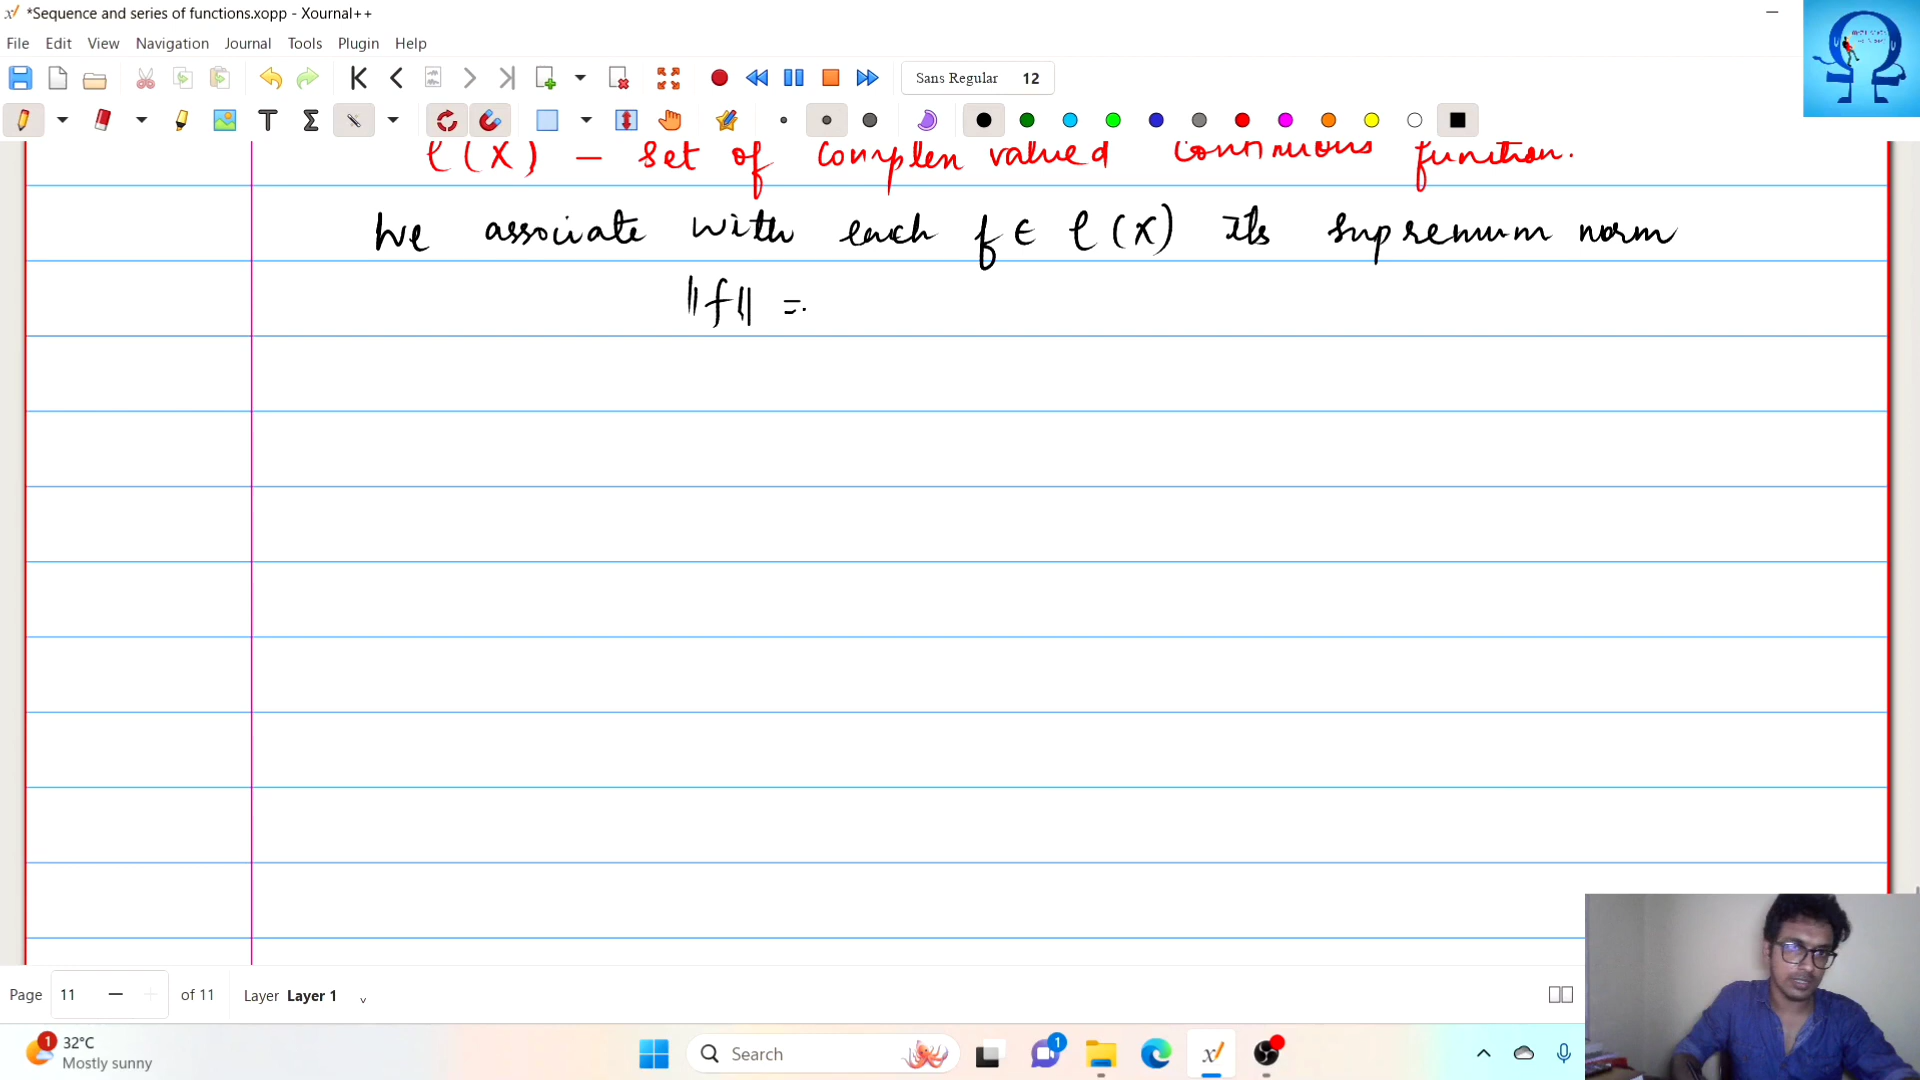 *Sequence and series of functions.xopp - Xournal++
File Edit View Navigation Journal Tools Plugin Help
Sans Regular 12
ℓ(X) — set of complex valued continuous function.
We associate with each f ∈ ℓ(X) its supremum norm
||f|| =
Page 11 of 11 Layer Layer 1
1 32°C
Mostly sunny
Search
1